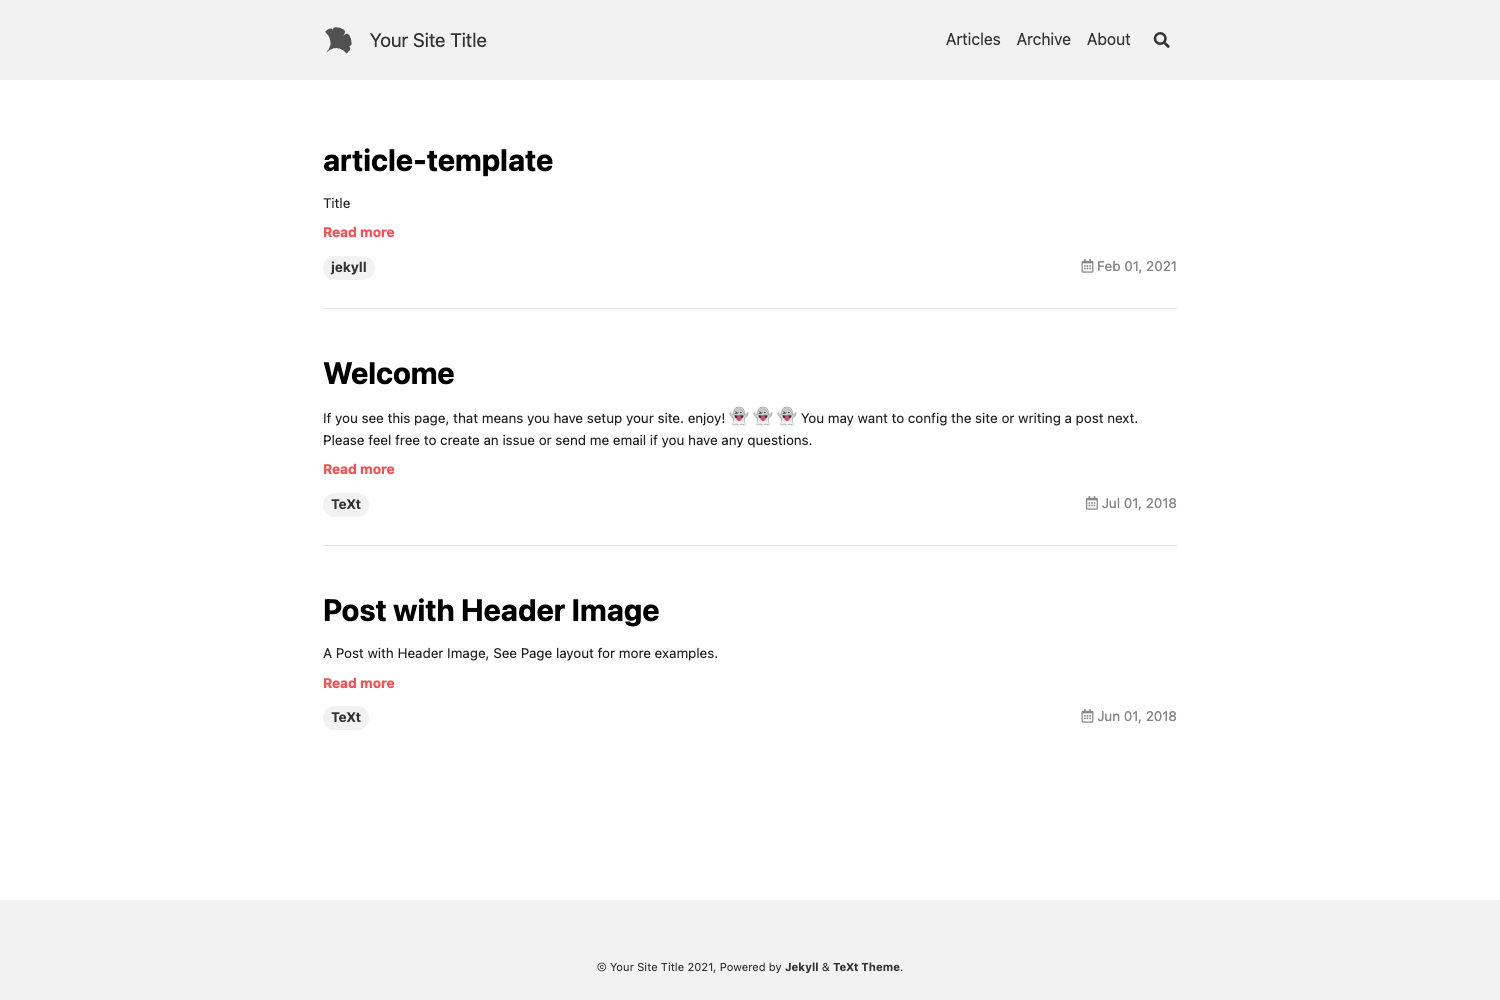 Your Site Title
Articles Archive About
article-template
Title
Read more
jekyll
Feb 01, 2021
Welcome
If you see this page, that means you have setup your site. enjoy! 👻 👻 👻 You may want to config the site or writing a post next.
Please feel free to create an issue or send me email if you have any questions.
Read more
TeXt
Jul 01, 2018
Post with Header Image
A Post with Header Image, See Page layout for more examples.
Read more
TeXt
Jun 01, 2018
© Your Site Title 2021, Powered by Jekyll & TeXt Theme.